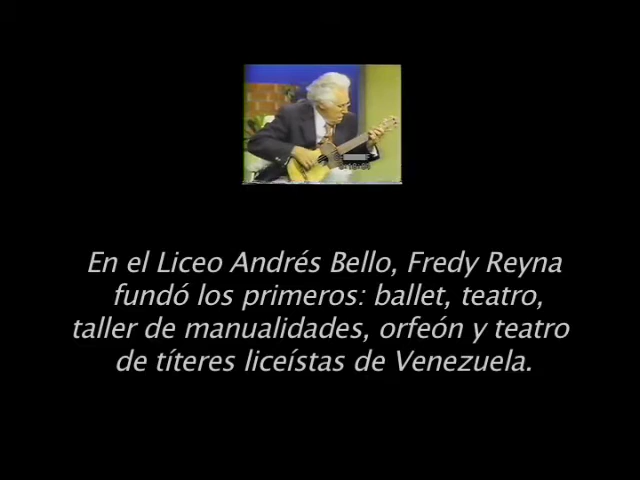 En el Liceo Andrés Bello, Fredy Reyna
fundó los primeros: ballet, teatro,
taller de manualidades, orfeón y teatro
de títeres liceístas de Venezuela.